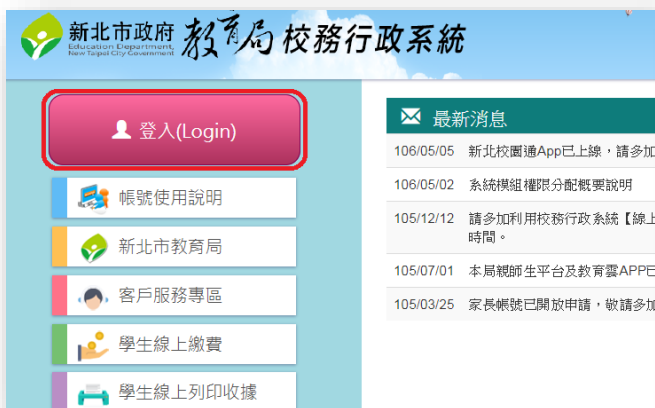 新北市政府 教育局 校務行政系統
Education Department,
New Taipei City Government
登入(Login)
帳號使用說明
新北市教育局
客戶服務專區
學生線上繳費
學生線上列印收據
最新消息
106/05/05 新北校園通App已上線，請多加
106/05/02 系統模組權限分配概要說明
105/12/12 請多加利用校務行政系統【線上
時間。
105/07/01 本局親師生平台及教育雲APP已
105/03/25 家長帳號已開放申請，敬請多加